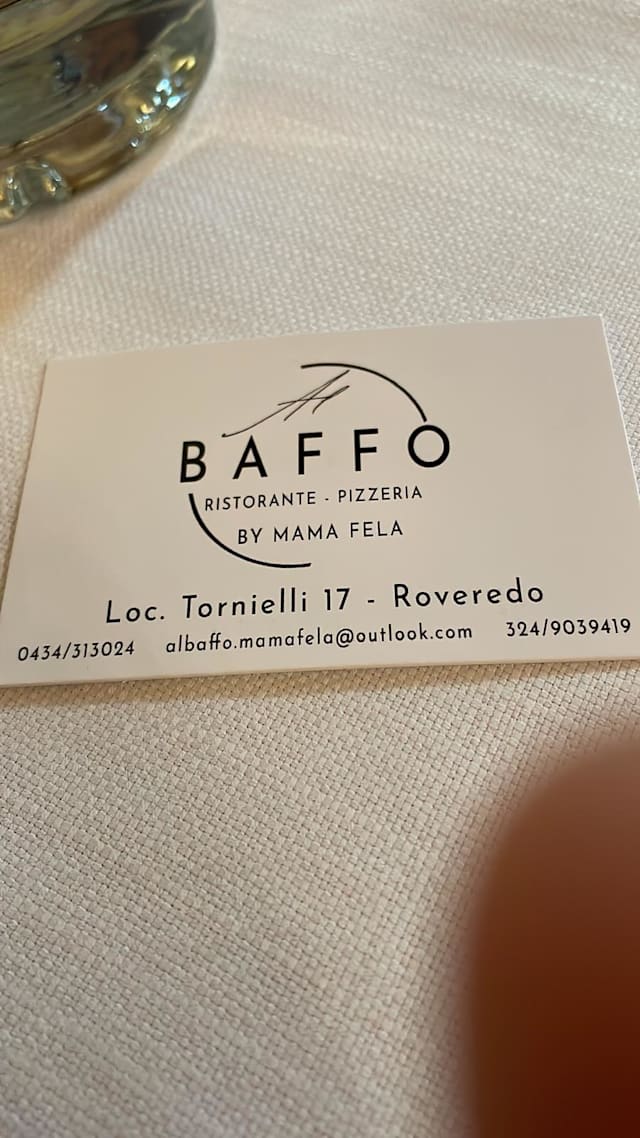 Al
BAFFO
RISTORANTE - PIZZERIA
BY MAMA FELA
Loc. Tornielli 17 - Roveredo
0434/313024 albaffo.mamafela@outlook.com 324/9039419